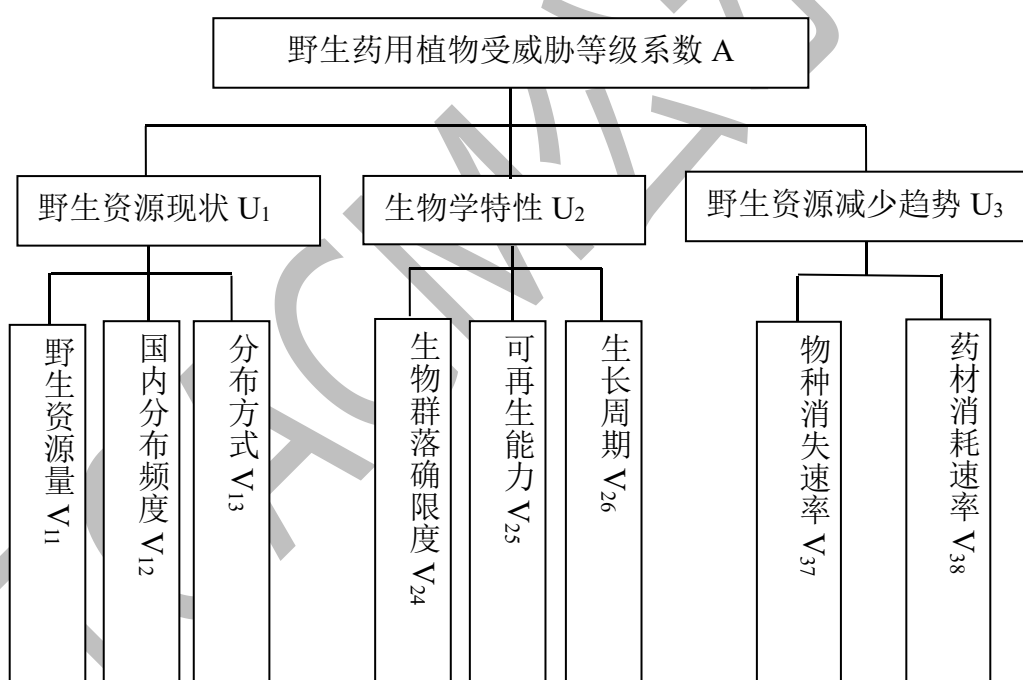 野生药用植物受威胁等级系数 A
野生资源现状 U1
生物学特性 U2
野生资源减少趋势 U3
野生资源量 V11
国内分布频度 V12
分布方式 V13
生物群落确限度 V24
可再生能力 V25
生长周期 V26
物种消失速率 V37
药材消耗速率 V38